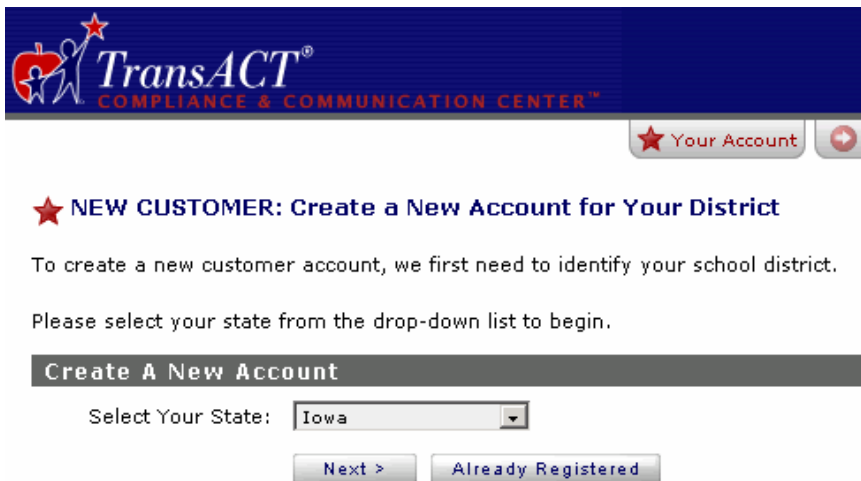 TransACT®
COMPLIANCE & COMMUNICATION CENTER™
Your Account
NEW CUSTOMER: Create a New Account for Your District
To create a new customer account, we first need to identify your school district.
Please select your state from the drop-down list to begin.
Create A New Account
Select Your State: Iowa
Next > Already Registered